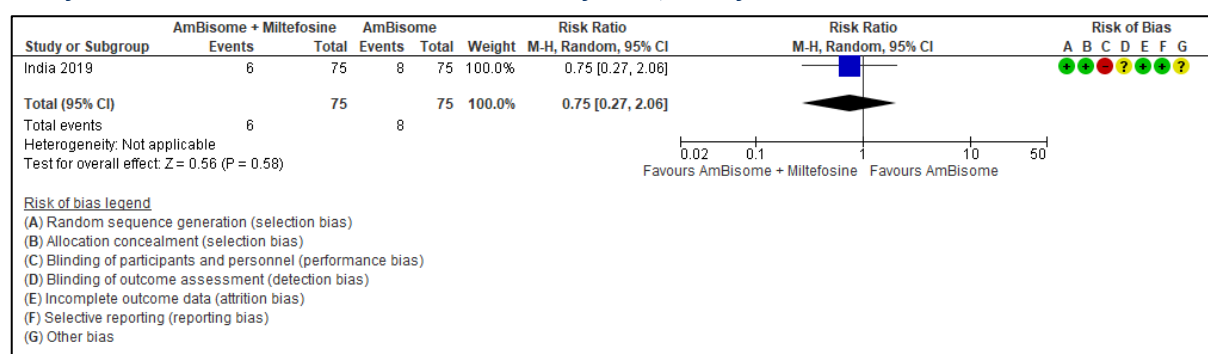 AmBisome + Miltefosine AmBisome Risk Ratio Risk Ratio Risk of Bias
Study or Subgroup Events Total Events Total Weight M-H, Random, 95% CI M-H, Random, 95% CI A B C D E F G
India 2019 6 75 8 75 100.0% 0.75 [0.27, 2.06] + + - ? + + ?
Total (95% CI) 75 75 100.0% 0.75 [0.27, 2.06]
Total events 6 8
Heterogeneity: Not applicable
Test for overall effect: Z = 0.56 (P = 0.58)
0.02 0.1 1 10 50
Favours AmBisome + Miltefosine Favours AmBisome
Risk of bias legend
(A) Random sequence generation (selection bias)
(B) Allocation concealment (selection bias)
(C) Blinding of participants and personnel (performance bias)
(D) Blinding of outcome assessment (detection bias)
(E) Incomplete outcome data (attrition bias)
(F) Selective reporting (reporting bias)
(G) Other bias